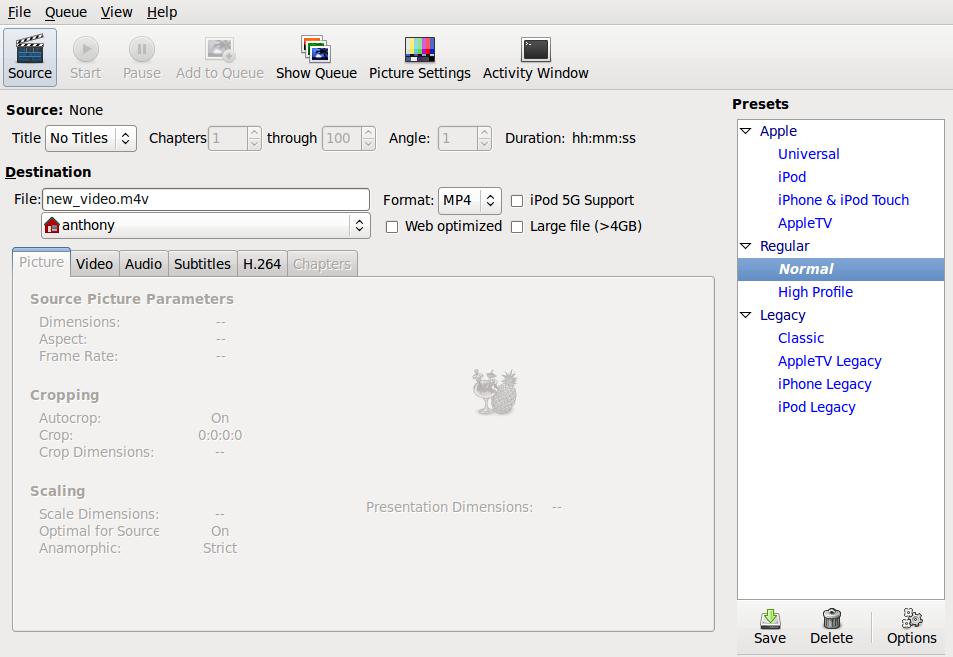 File Queue View Help
Source Start Pause Add to Queue Show Queue Picture Settings Activity Window
Source: None
Title No Titles Chapters 1 through 100 Angle: 1 Duration: hh:mm:ss
Destination
File: new_video.m4v Format: MP4 iPod 5G Support
anthony Web optimized Large file (>4GB)
Picture Video Audio Subtitles H.264 Chapters
Source Picture Parameters
Dimensions: --
Aspect: --
Frame Rate: --
Cropping
Autocrop: On
Crop: 0:0:0:0
Crop Dimensions: --
Scaling
Scale Dimensions: --
Optimal for Source On
Anamorphic: Strict
Presentation Dimensions: --
Presets
Apple
Universal
iPod
iPhone & iPod Touch
AppleTV
Regular
Normal
High Profile
Legacy
Classic
AppleTV Legacy
iPhone Legacy
iPod Legacy
Save Delete Options